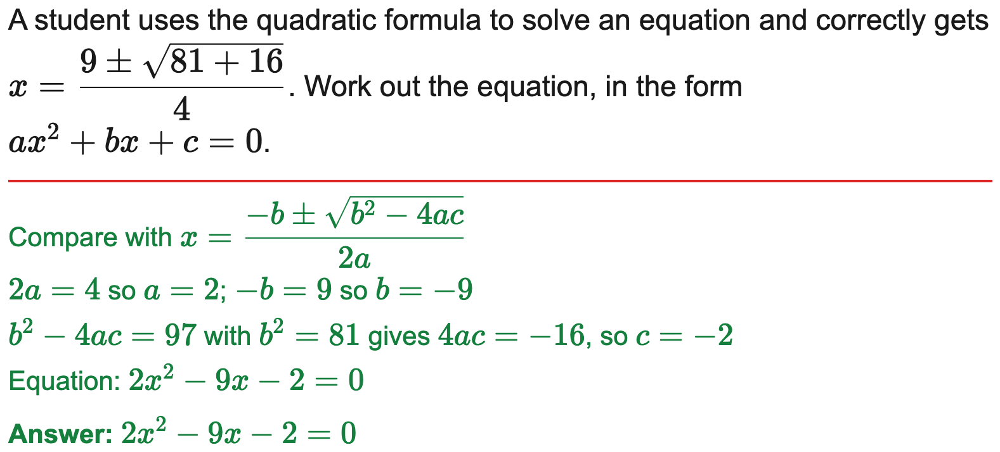 A student uses the quadratic formula to solve an equation and correctly gets
$x = \dfrac{9 \pm \sqrt{81 + 16}}{4}$. Work out the equation, in the form
$ax^2 + bx + c = 0$.
Compare with $x = \dfrac{-b \pm \sqrt{b^2 - 4ac}}{2a}$
$2a = 4$ so $a = 2$; $-b = 9$ so $b = -9$
$b^2 - 4ac = 97$ with $b^2 = 81$ gives $4ac = -16$, so $c = -2$
Equation: $2x^2 - 9x - 2 = 0$
Answer: $2x^2 - 9x - 2 = 0$